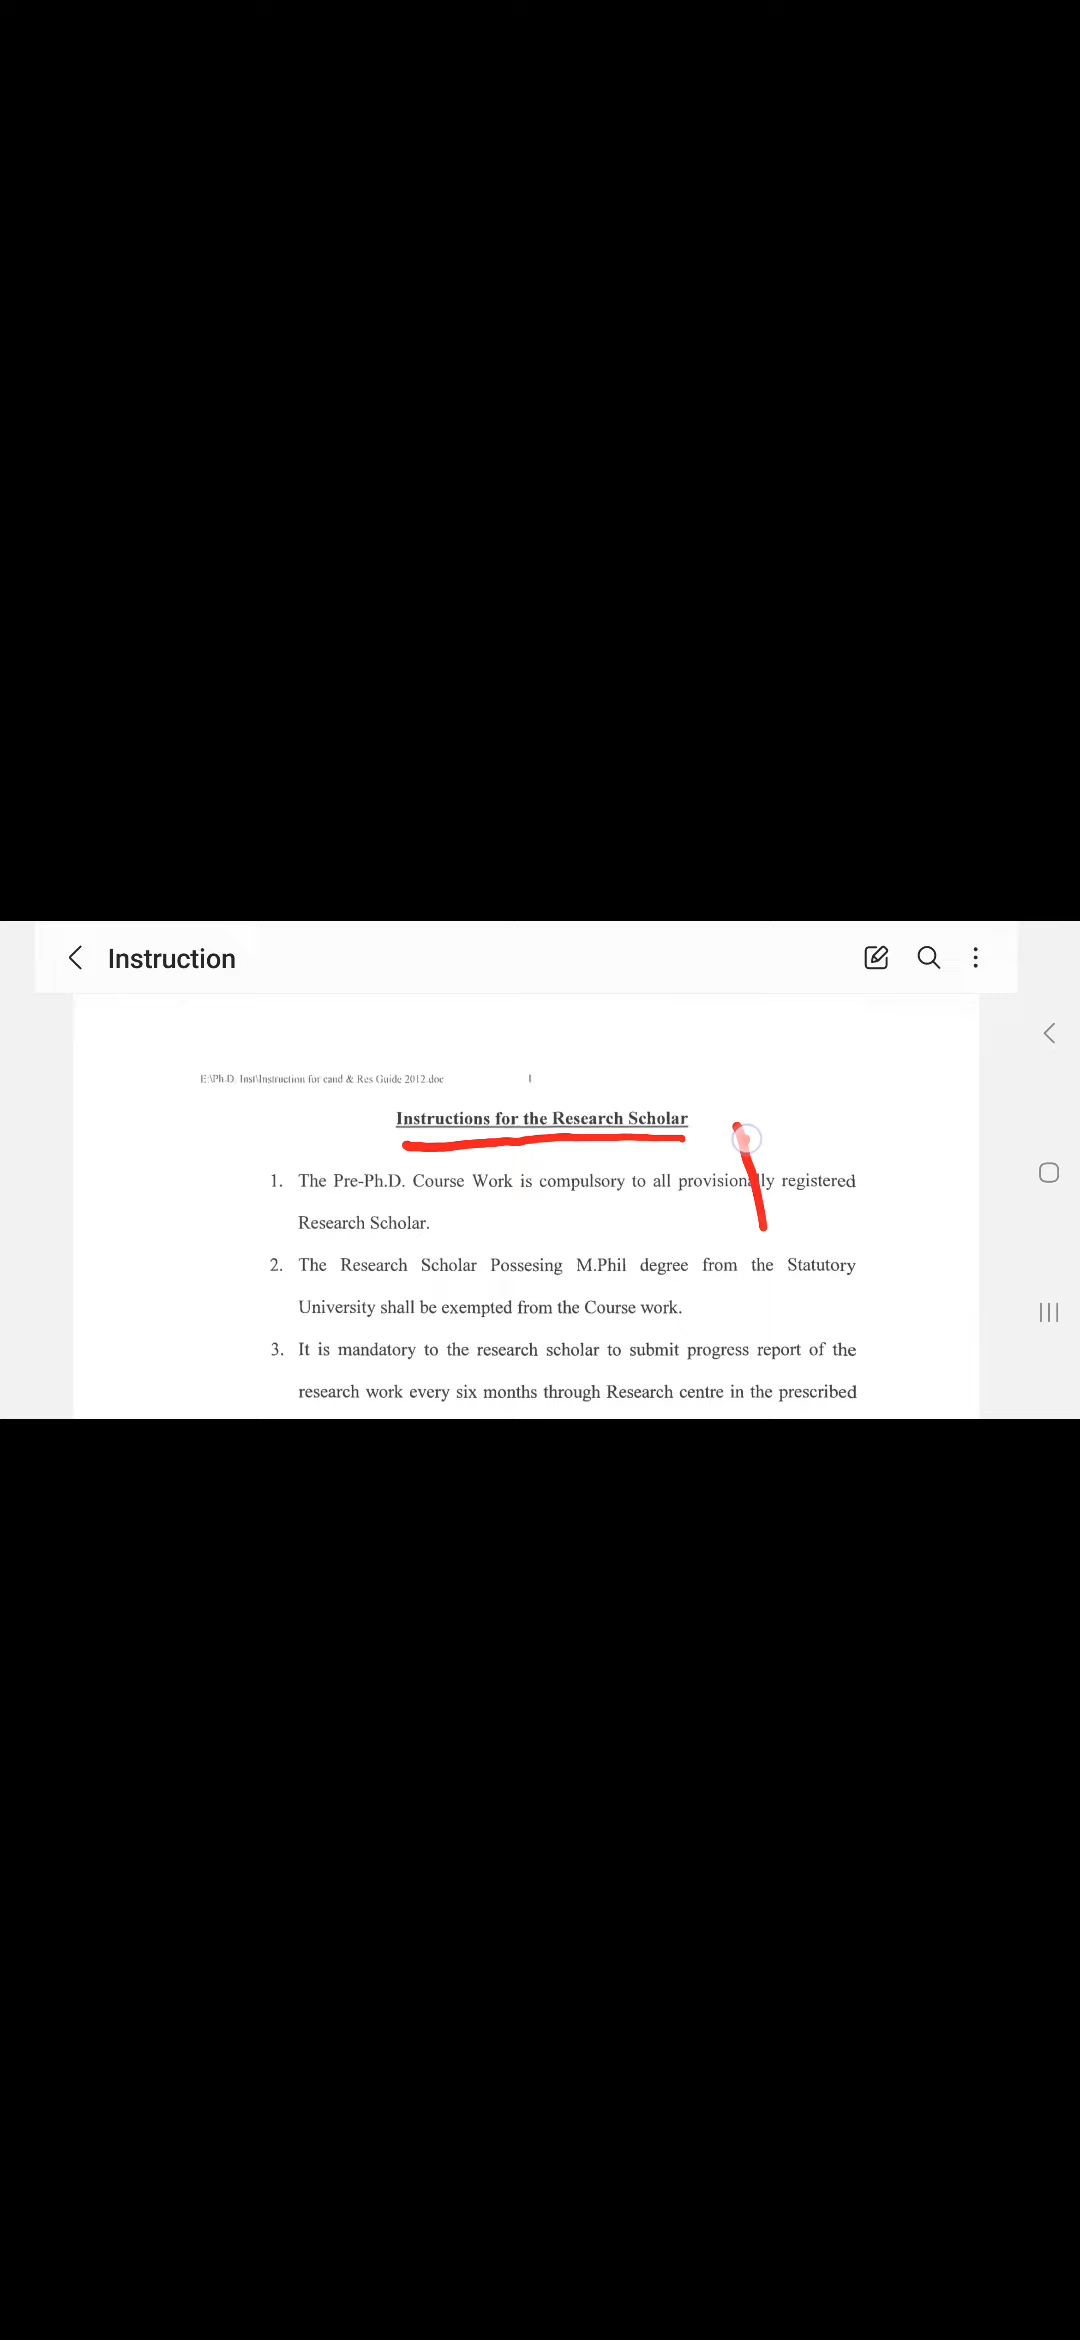 Instruction
E:\Ph.D. Inst\Instruction for cand & Res Guide 2012.doc 1
Instructions for the Research Scholar
1. The Pre-Ph.D. Course Work is compulsory to all provisionally registered
Research Scholar.
2. The Research Scholar Possesing M.Phil degree from the Statutory
University shall be exempted from the Course work.
3. It is mandatory to the research scholar to submit progress report of the
research work every six months through Research centre in the prescribed